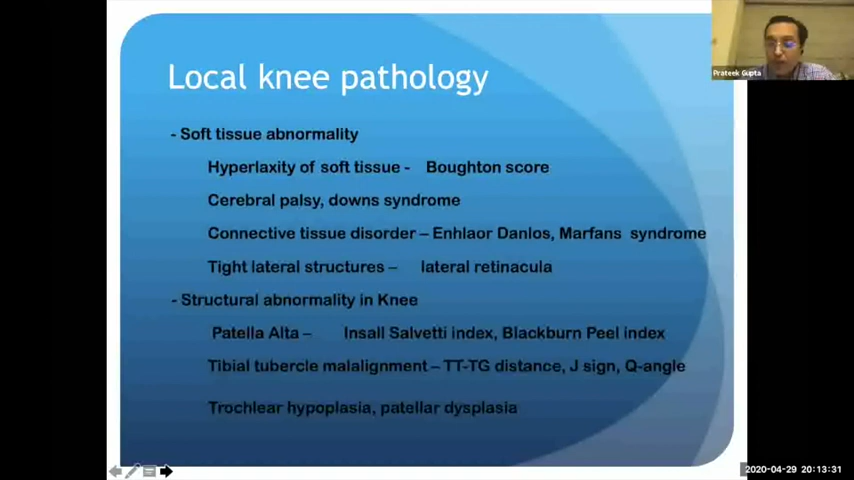 Local knee pathology
Prateek Gupta
- Soft tissue abnormality
Hyperlaxity of soft tissue - Boughton score
Cerebral palsy, downs syndrome
Connective tissue disorder – Enhlaor Danlos, Marfans syndrome
Tight lateral structures – lateral retinacula
- Structural abnormality in Knee
Patella Alta – Insall Salvetti index, Blackburn Peel index
Tibial tubercle malalignment – TT-TG distance, J sign, Q-angle
Trochlear hypoplasia, patellar dysplasia
2020-04-29 20:13:31